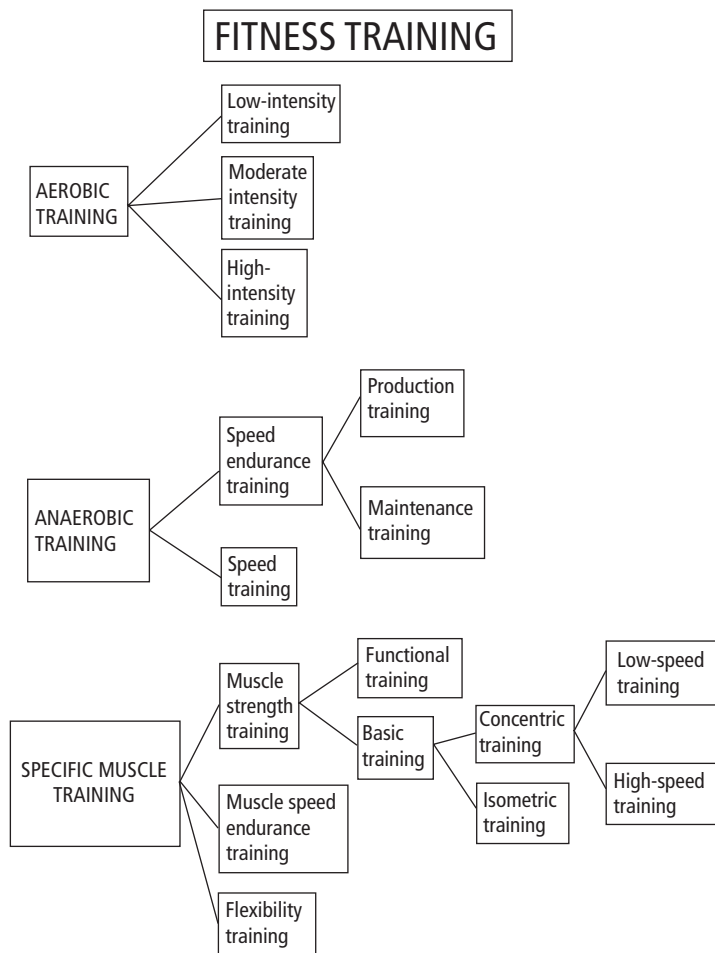 FITNESS TRAINING
Low-intensity
training
AEROBIC
TRAINING
Moderate
intensity
training
High-
intensity
training
ANAEROBIC
TRAINING
Speed
endurance
training
Production
training
Maintenance
training
Speed
training
SPECIFIC MUSCLE
TRAINING
Muscle
strength
training
Functional
training
Basic
training
Concentric
training
Low-speed
training
High-speed
training
Isometric
training
Muscle speed
endurance
training
Flexibility
training